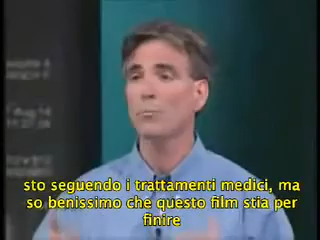 sto seguendo i trattamenti medici, ma
so benissimo che questo film stia per
finire